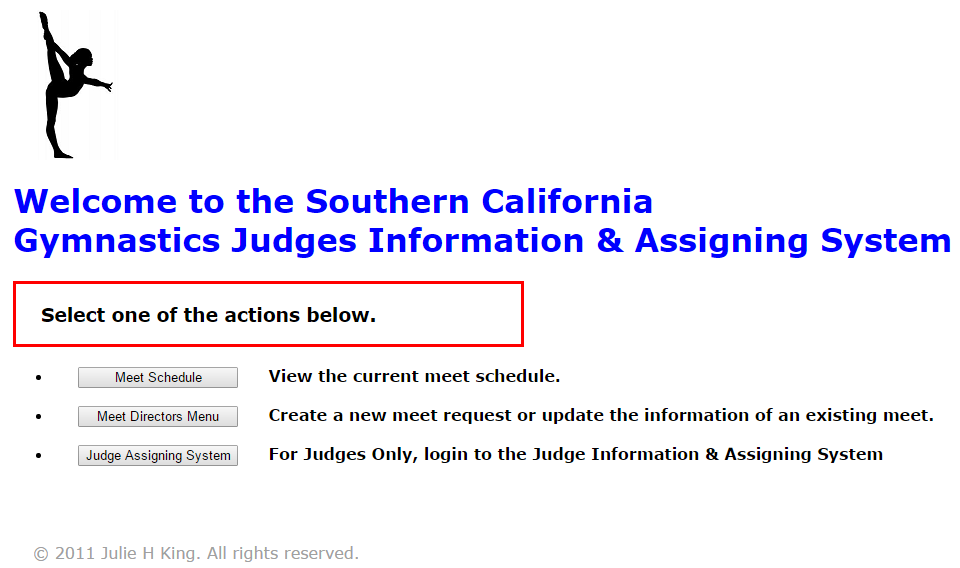 Welcome to the Southern California
Gymnastics Judges Information & Assigning System
Select one of the actions below.
Meet Schedule View the current meet schedule.
Meet Directors Menu Create a new meet request or update the information of an existing meet.
Judge Assigning System For Judges Only, login to the Judge Information & Assigning System
© 2011 Julie H King. All rights reserved.